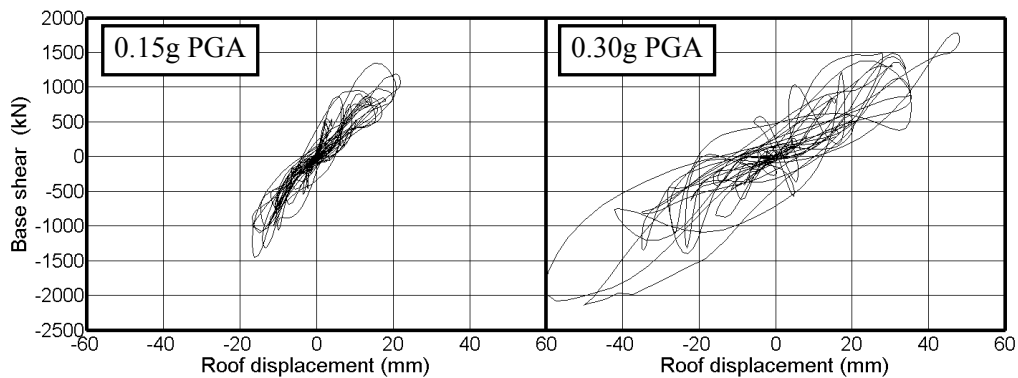 0.15g PGA
0.30g PGA
Base shear (kN)
2000
1500
1000
500
0
-500
-1000
-1500
-2000
-2500
-60 -40 -20 0 20 40 60 -40 -20 0 20 40 60
Roof displacement (mm)
Roof displacement (mm)